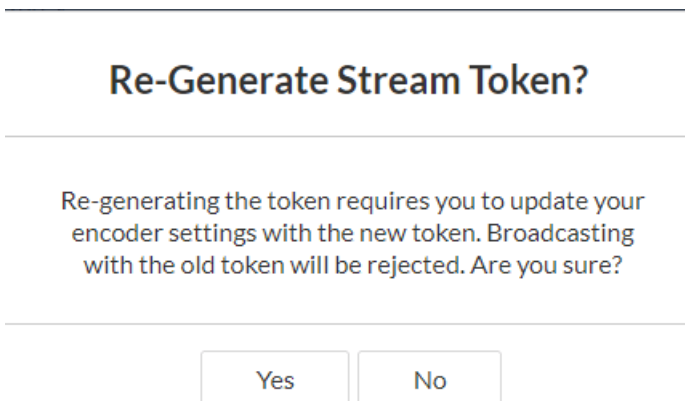 Re-Generate Stream Token?
Re-generating the token requires you to update your
encoder settings with the new token. Broadcasting
with the old token will be rejected. Are you sure?
Yes
No